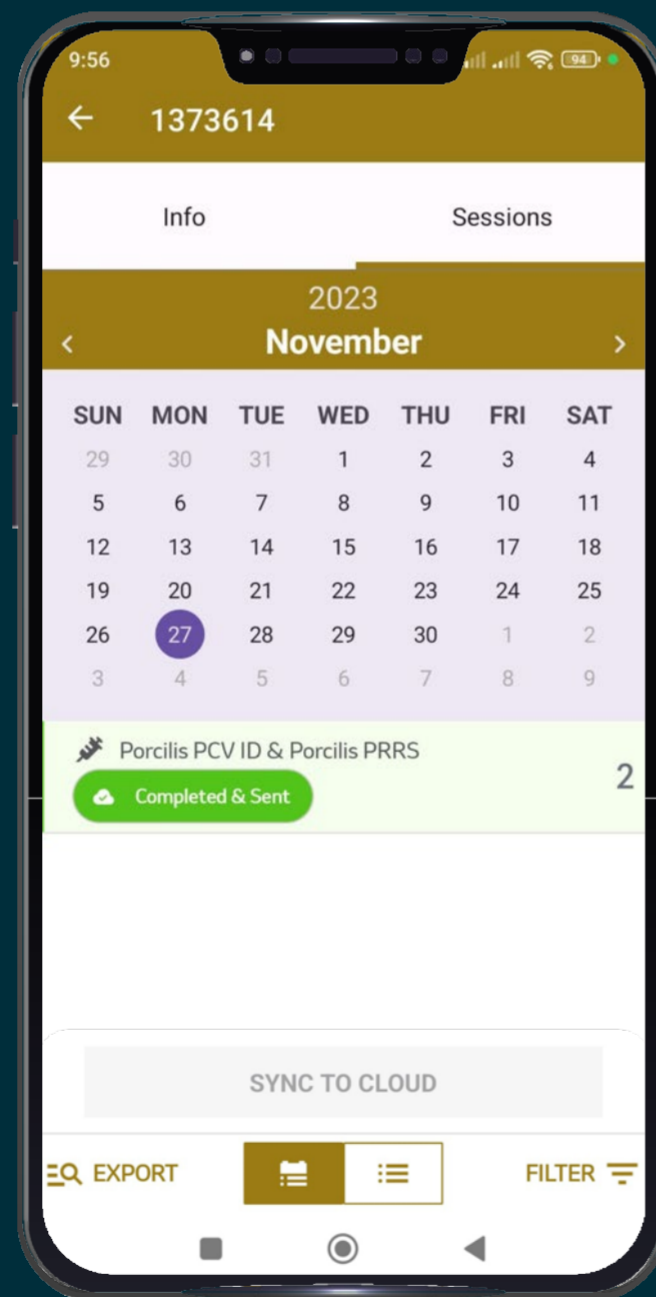 9:56
94
1373614
Info Sessions
2023
November
SUN MON TUE WED THU FRI SAT
29 30 31 1 2 3 4
5 6 7 8 9 10 11
12 13 14 15 16 17 18
19 20 21 22 23 24 25
26 27 28 29 30 1 2
3 4 5 6 7 8 9
Porcilis PCV ID & Porcilis PRRS
2
Completed & Sent
SYNC TO CLOUD
EXPORT FILTER